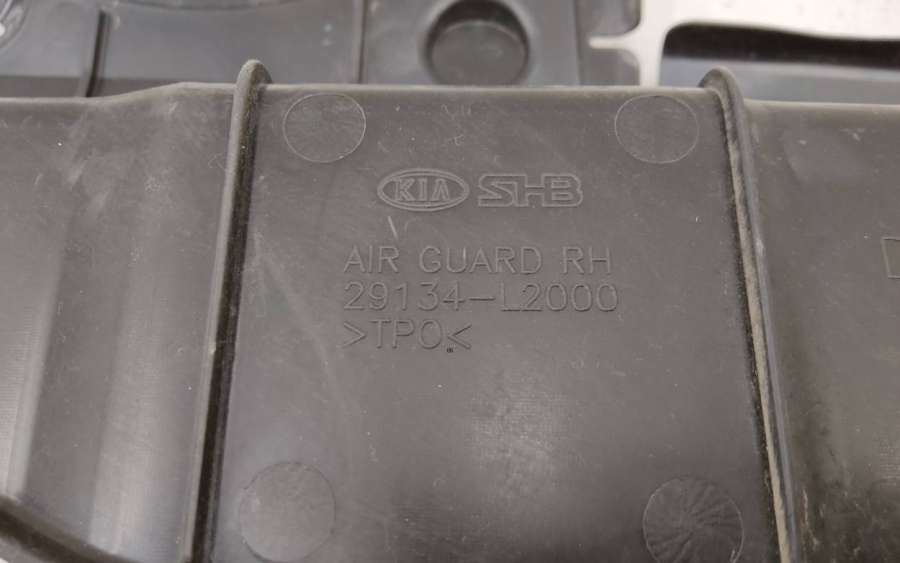 KIA SHB
AIR GUARD RH
29134-L2000
>TPO<